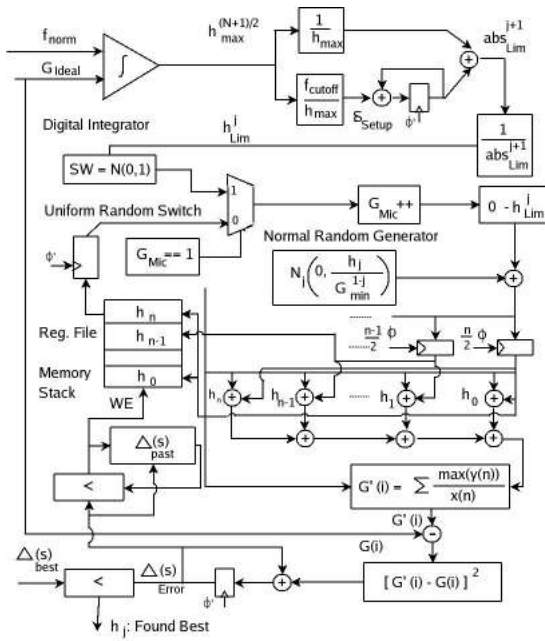 f norm
G Ideal
∫
Digital Integrator
h max (N+1)/2
1 / h max
f cutoff / h max
+
ε Setup
Φ'
+
abs Lim j+1
1 / abs Lim j+1
h Lim j
SW = N(0,1)
Uniform Random Switch
1
0
G Mic == 1
G Mic ++
0 - h Lim j
Normal Random Generator
N j (0, h j / G min 1-j)
+
Φ'
Reg. File
Memory Stack
h n
h n-1
h 0
WE
........
n-1 / 2 Φ
........
n / 2 Φ
h n +
h n-1 +
........
h 1 +
h 0 +
+ + +
Δ(s) past
<
G'(i) = Σ max(y(n)) / x(n)
G'(i)
-
G(i)
[ G'(i) - G(i) ] 2
+
Φ'
Δ(s) Error
<
Δ(s) best
h j : Found Best